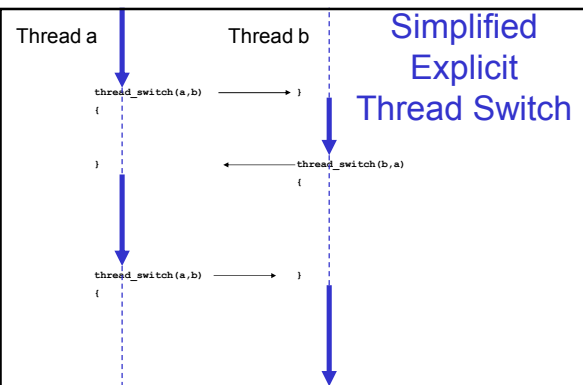 Thread a
Thread b
Simplified
Explicit
Thread Switch
thread_switch(a,b)
}
{
}
thread_switch(b,a)
{
thread_switch(a,b)
}
{